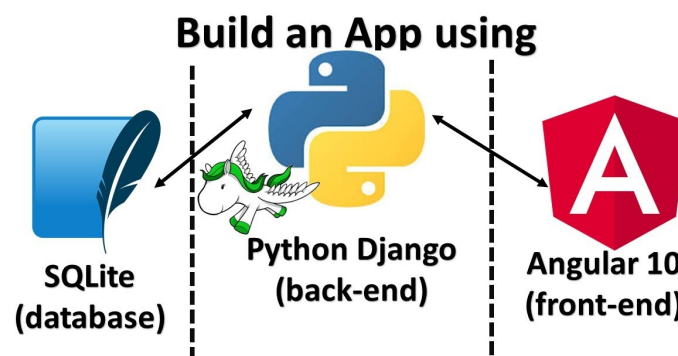 Build an App using
SQLite
(database)
Python Django
(back-end)
A
Angular 10
(front-end)